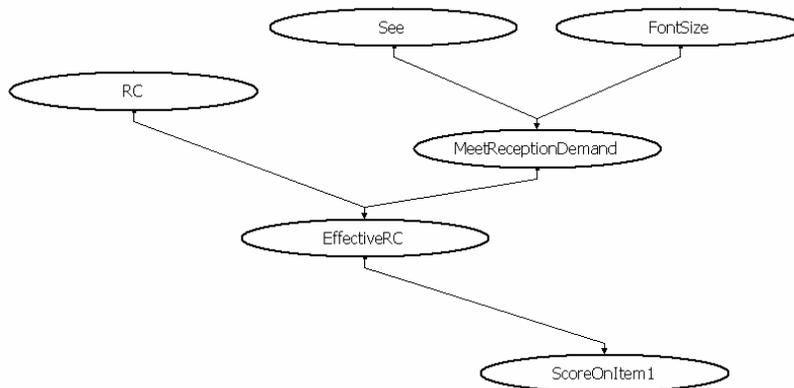 See
FontSize
RC
MeetReceptionDemand
EffectiveRC
ScoreOnItem1